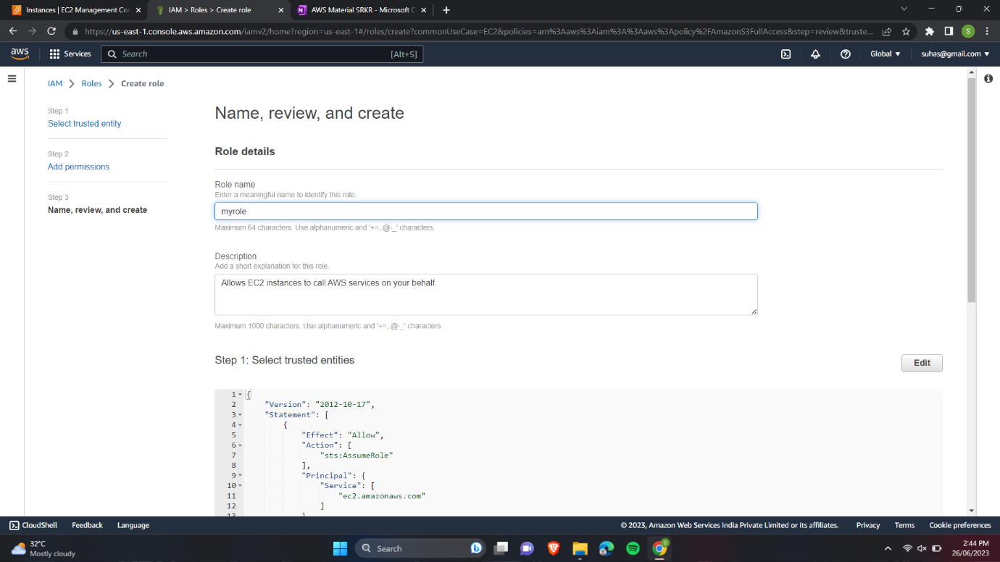 Instances | EC2 Management Con
IAM > Roles > Create role
AWS Material SRKR - Microsoft O
https://us-east-1.console.aws.amazon.com/iamv2/home?region=us-east-1#/roles/create?commonUseCase=EC2&policies=arn%3Aaws%3Aiam%3A%3Aaws%3Apolicy%2FAmazonS3FullAccess&step=review&truste...
S
aws
Services
Search
[Alt+S]
Global
suhas@gmail.com
IAM > Roles > Create role
Step 1
Select trusted entity
Step 2
Add permissions
Step 3
Name, review, and create
Name, review, and create
Role details
Role name
Enter a meaningful name to identify this role.
myrole
Maximum 64 characters. Use alphanumeric and '+=,.@-_' characters.
Description
Add a short explanation for this role.
Allows EC2 instances to call AWS services on your behalf.
Maximum 1000 characters. Use alphanumeric and '+=,.@-_' characters.
Step 1: Select trusted entities
Edit
1 {
2 "Version": "2012-10-17",
3 "Statement": [
4 {
5 "Effect": "Allow",
6 "Action": [
7 "sts:AssumeRole"
8 ],
9 "Principal": {
10 "Service": [
11 "ec2.amazonaws.com"
12 ]
13 }
CloudShell
Feedback
Language
© 2023, Amazon Web Services India Private Limited or its affiliates.
Privacy
Terms
Cookie preferences
32°C
Mostly cloudy
Search
2:44 PM
26/06/2023